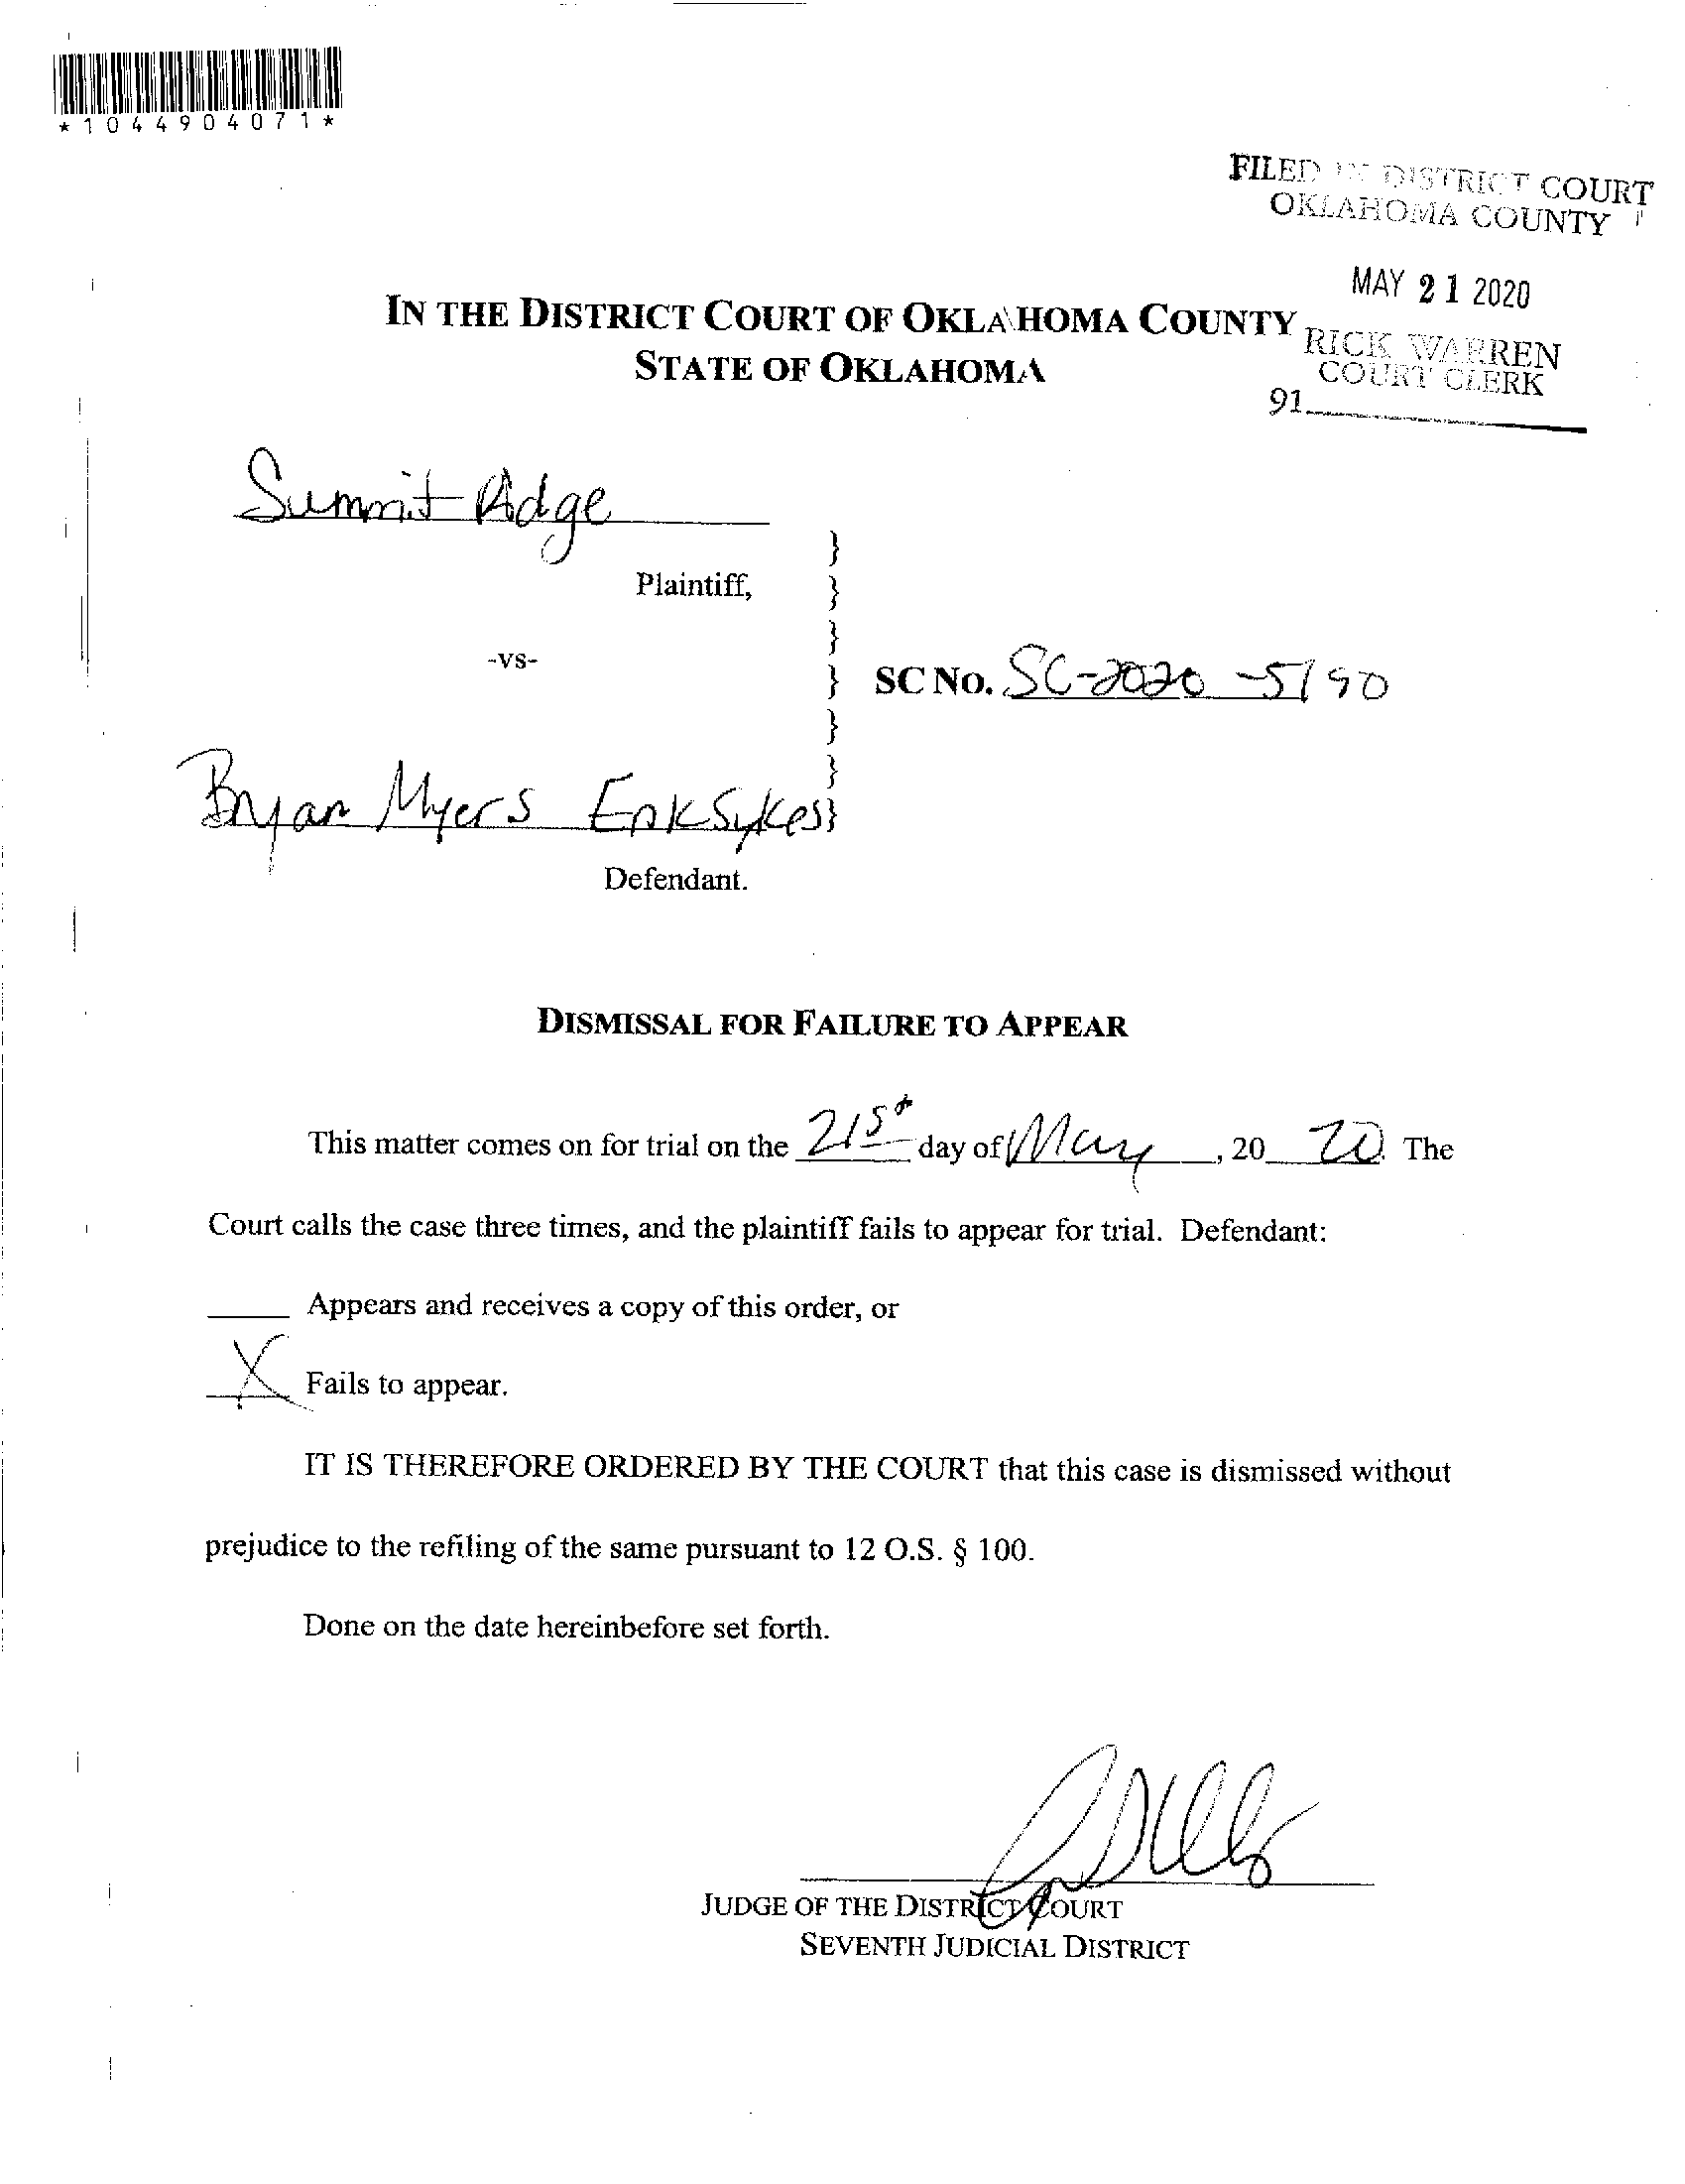 *1044904071*
FILED IN DISTRICT COURT
OKLAHOMA COUNTY
MAY 21 2020
IN THE DISTRICT COURT OF OKLAHOMA COUNTY
STATE OF OKLAHOMA
RICK WARREN
COURT CLERK
91
Summit Ridge
}
Plaintiff, }
}
-vs-
} SC No. SC-2020-5190
}
}
Bryan Myers Erik Sykes }
Defendant.
DISMISSAL FOR FAILURE TO APPEAR
This matter comes on for trial on the 21st day of May, 20 20. The
Court calls the case three times, and the plaintiff fails to appear for trial. Defendant:
Appears and receives a copy of this order, or
X Fails to appear.
IT IS THEREFORE ORDERED BY THE COURT that this case is dismissed without
prejudice to the refiling of the same pursuant to 12 O.S. § 100.
Done on the date hereinbefore set forth.
JUDGE OF THE DISTRICT COURT
SEVENTH JUDICIAL DISTRICT